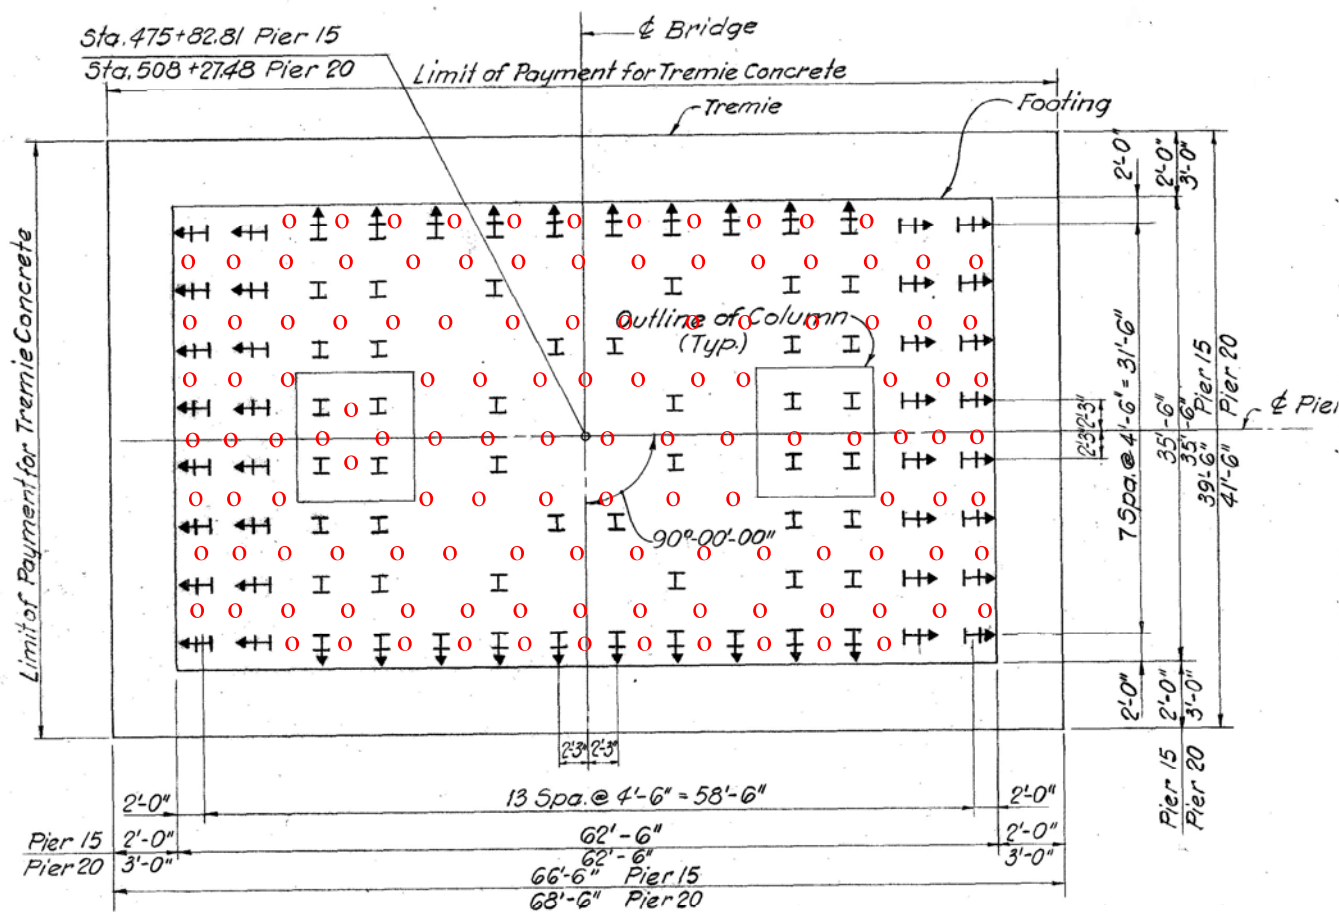 Sta. 475+82.81 Pier 15
Sta. 508+27.48 Pier 20
℄ Bridge
Limit of Payment for Tremie Concrete
Tremie
Footing
Limit of Payment for Tremie Concrete
Outline of Column
(Typ.)
℄ Pier
90°-00'-00"
2'-0"
2'-0"
3'-0"
2'-3" 2'-3"
7 Spa. @ 4'-6" = 31'-6"
35'-6"
35'-6"
39'-6" Pier 15
41'-6" Pier 20
2'-0"
2'-0"
3'-0"
Pier 15
Pier 20
2'-3" 2'-3"
2'-0"
13 Spa. @ 4'-6" = 58'-6"
2'-0"
Pier 15 2'-0"
Pier 20 3'-0"
62'-6"
62'-6"
2'-0"
3'-0"
66'-6" Pier 15
68'-6" Pier 20